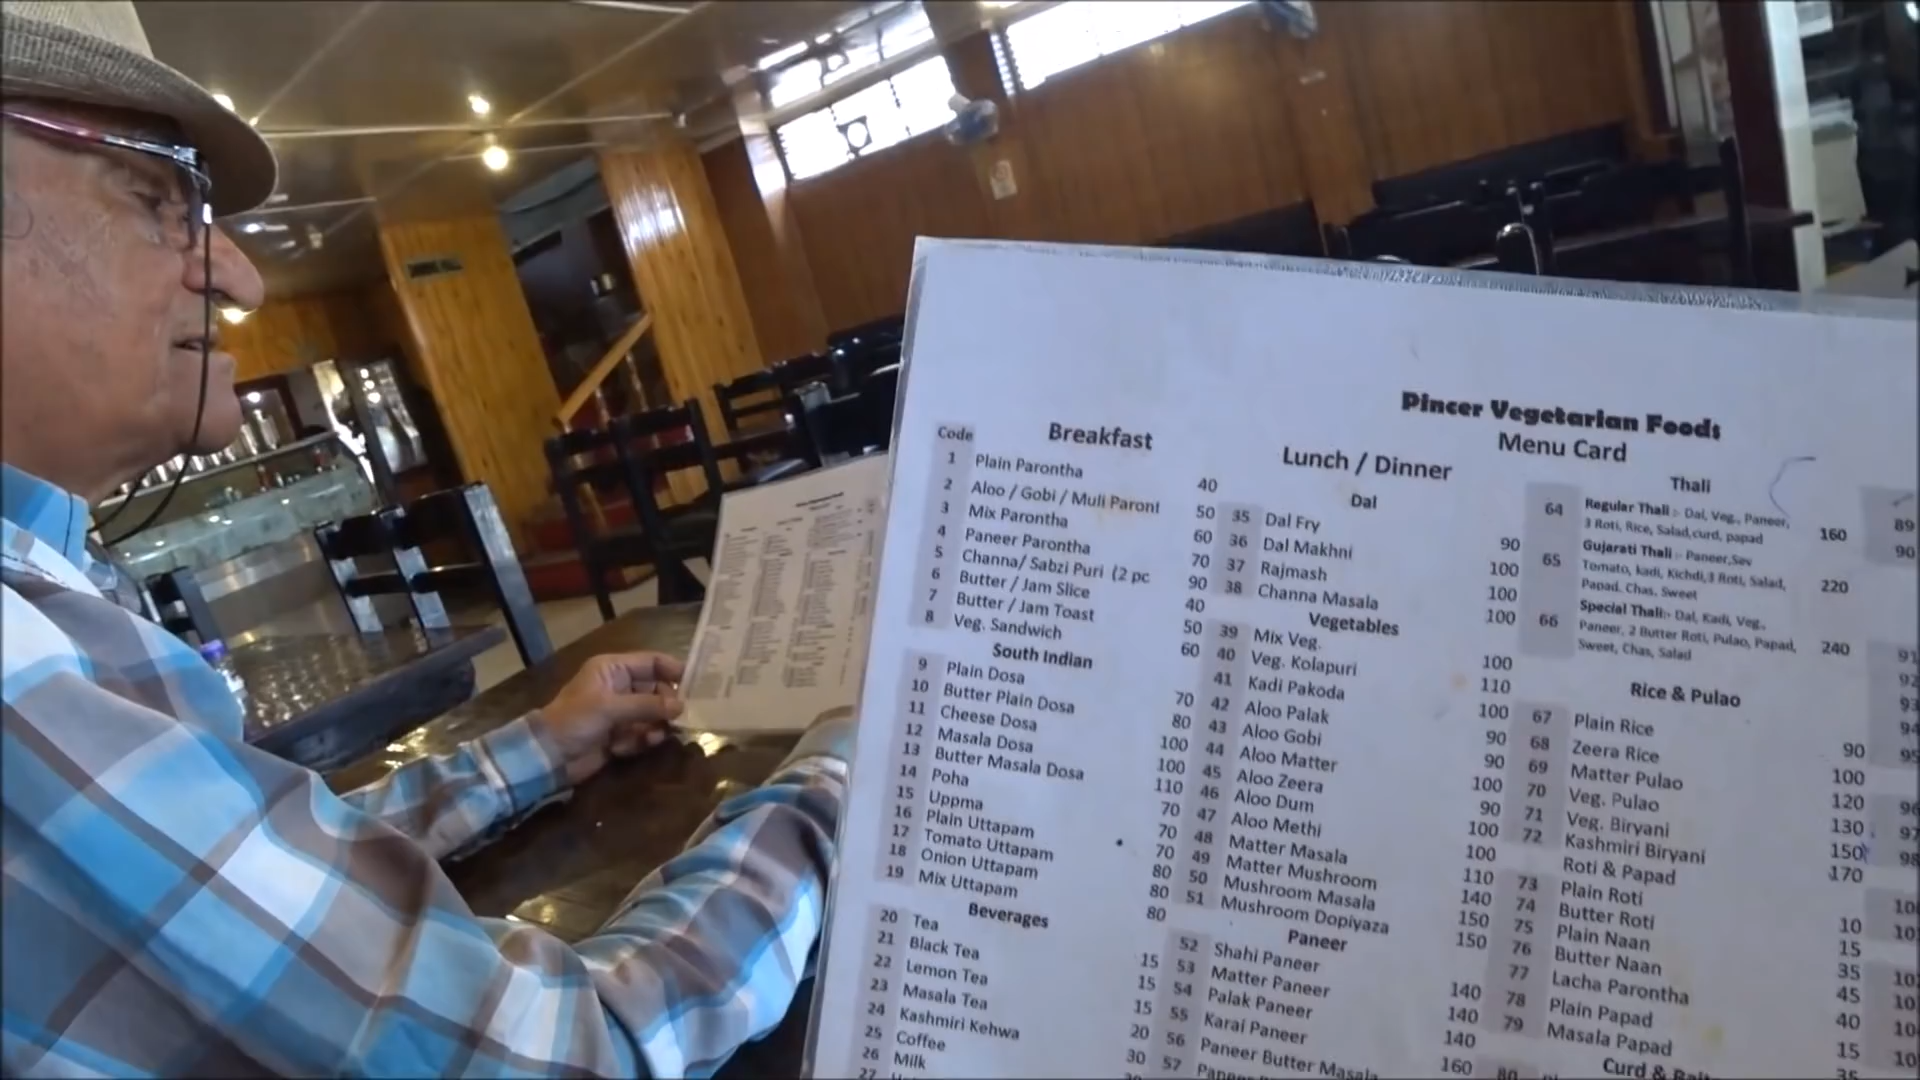 Pincer Vegetarian Foods
Menu Card
Code Breakfast
1 Plain Parontha 40
2 Aloo / Gobi / Muli Paront 50
3 Mix Parontha 60
4 Paneer Parontha 70
5 Channa/ Sabzi Puri (2 pc 90
6 Butter / Jam Slice 40
7 Butter / Jam Toast 50
8 Veg. Sandwich 60
South Indian
9 Plain Dosa 70
10 Butter Plain Dosa 80
11 Cheese Dosa 100
12 Masala Dosa 100
13 Butter Masala Dosa 110
14 Poha 70
15 Uppma 70
16 Plain Uttapam 70
17 Tomato Uttapam 80
18 Onion Uttapam 80
19 Mix Uttapam 80
Beverages
20 Tea 15
21 Black Tea 15
22 Lemon Tea 15
23 Masala Tea 20
24 Kashmiri Kehwa 30
25 Coffee
26 Milk
27
Lunch / Dinner
Dal
35 Dal Fry 90
36 Dal Makhni 100
37 Rajmash 100
38 Channa Masala 100
Vegetables
39 Mix Veg. 100
40 Veg. Kolapuri 110
41 Kadi Pakoda 100
42 Aloo Palak 90
43 Aloo Gobi 90
44 Aloo Matter 100
45 Aloo Zeera 90
46 Aloo Dum 100
47 Aloo Methi 100
48 Matter Masala 110
49 Matter Mushroom 140
50 Mushroom Masala 150
51 Mushroom Dopiyaza 150
Paneer
52 Shahi Paneer 140
53 Matter Paneer 140
54 Palak Paneer 140
55 Karai Paneer 160
56 Paneer Butter Masala
57 Paneer
Thali
64 Regular Thali :- Dal, Veg., Paneer,
3 Roti, Rice, Salad,curd, papad 160
65 Gujarati Thali :- Paneer,Sev
Tomato, kadi, Kichdi,3 Roti, Salad,
Papad, Chas, Sweet 220
66 Special Thali:- Dal, Kadi, Veg.,
Paneer, 2 Butter Roti, Pulao, Papad,
Sweet, Chas, Salad 240
Rice & Pulao
67 Plain Rice 90
68 Zeera Rice 100
69 Matter Pulao 120
70 Veg. Pulao 130
71 Veg. Biryani 150
72 Kashmiri Biryani 170
Roti & Papad
73 Plain Roti 10
74 Butter Roti 15
75 Plain Naan 35
76 Butter Naan 45
77 Lacha Parontha 40
78 Plain Papad 15
79 Masala Papad 35
Curd &
80
89
90
91
92
93
94
95
96
97
98